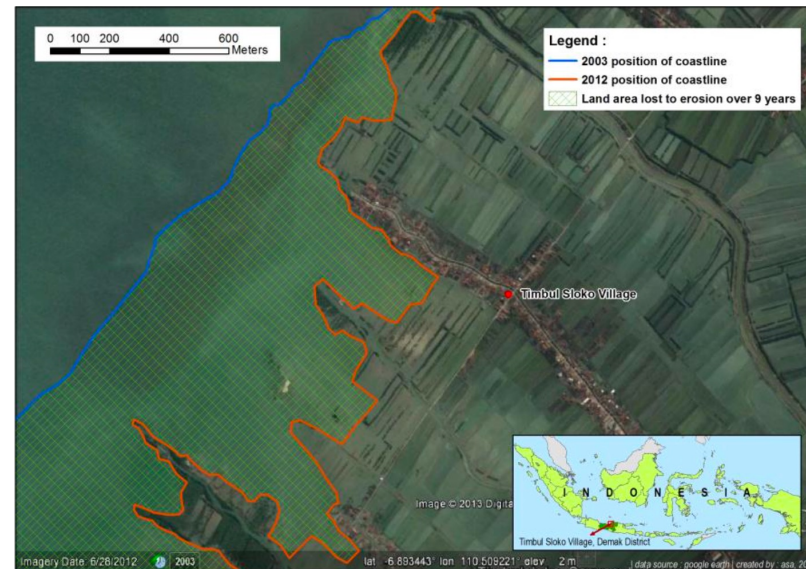 0 100 200 400 600
Meters
Legend :
2003 position of coastline
2012 position of coastline
Land area lost to erosion over 9 years
Timbul Sloko Village
Image © 2013 Digita
INDONESIA
Timbul Sloko Village, Demak District
Imagery Date: 6/28/2012 2003 lat -6.893443° lon 110.509221° elev 2 m
data source : google earth | created by : asa, 2